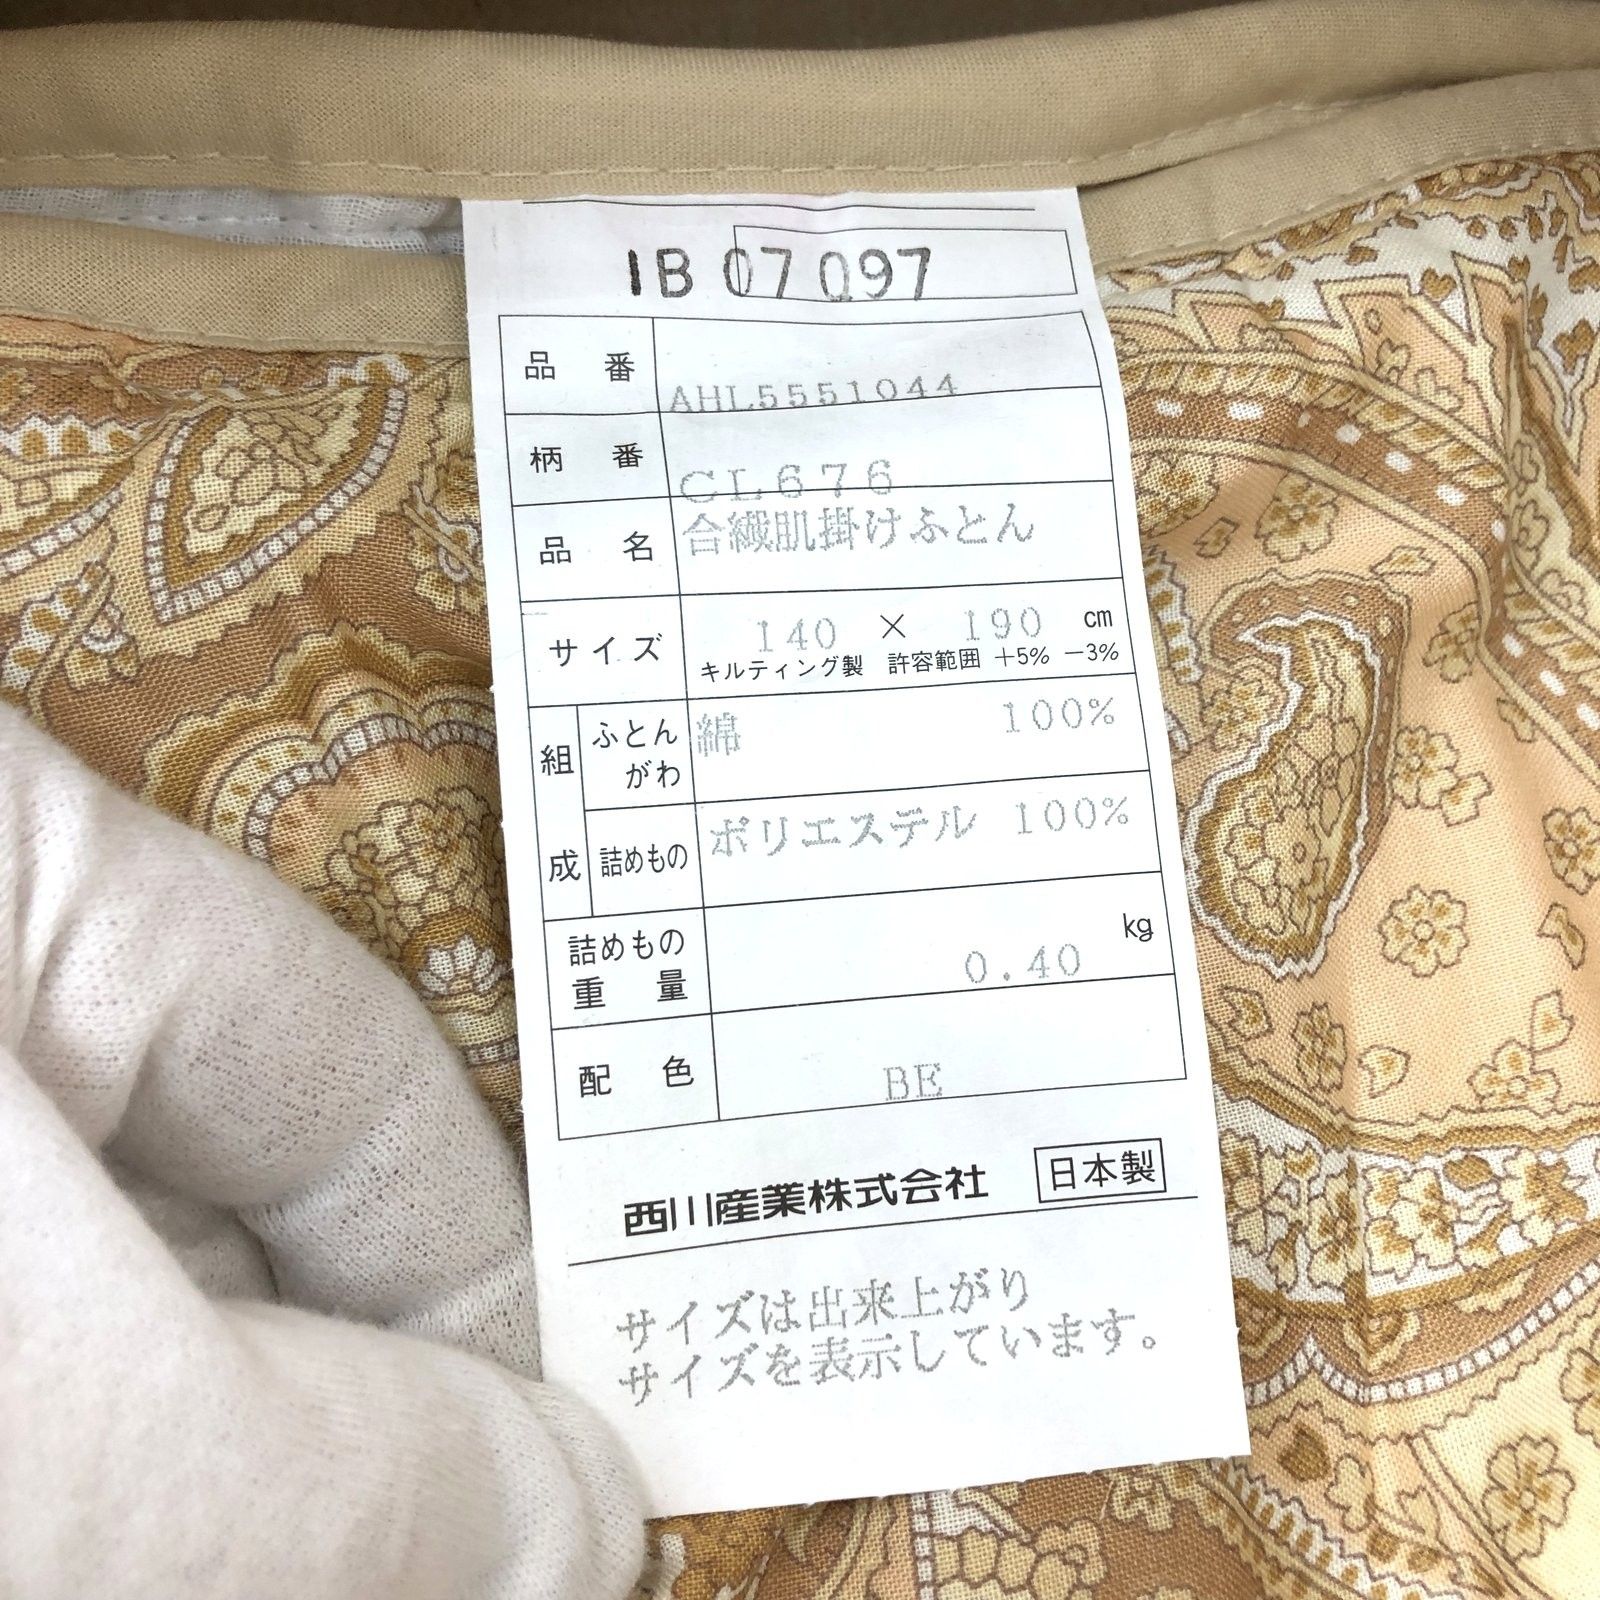 IB 07 097
品番 AHL5551044
柄番 CL676
品名 合繊肌掛けふとん
サイズ 140 × 190 cm
キルティング製 許容範囲 +5% -3%
組成 ふとんがわ 綿 100%
詰めもの ポリエステル 100%
詰めもの重量 0.40 kg
配色 BE
西川産業株式会社 日本製
サイズは出来上がり
サイズを表示しています。